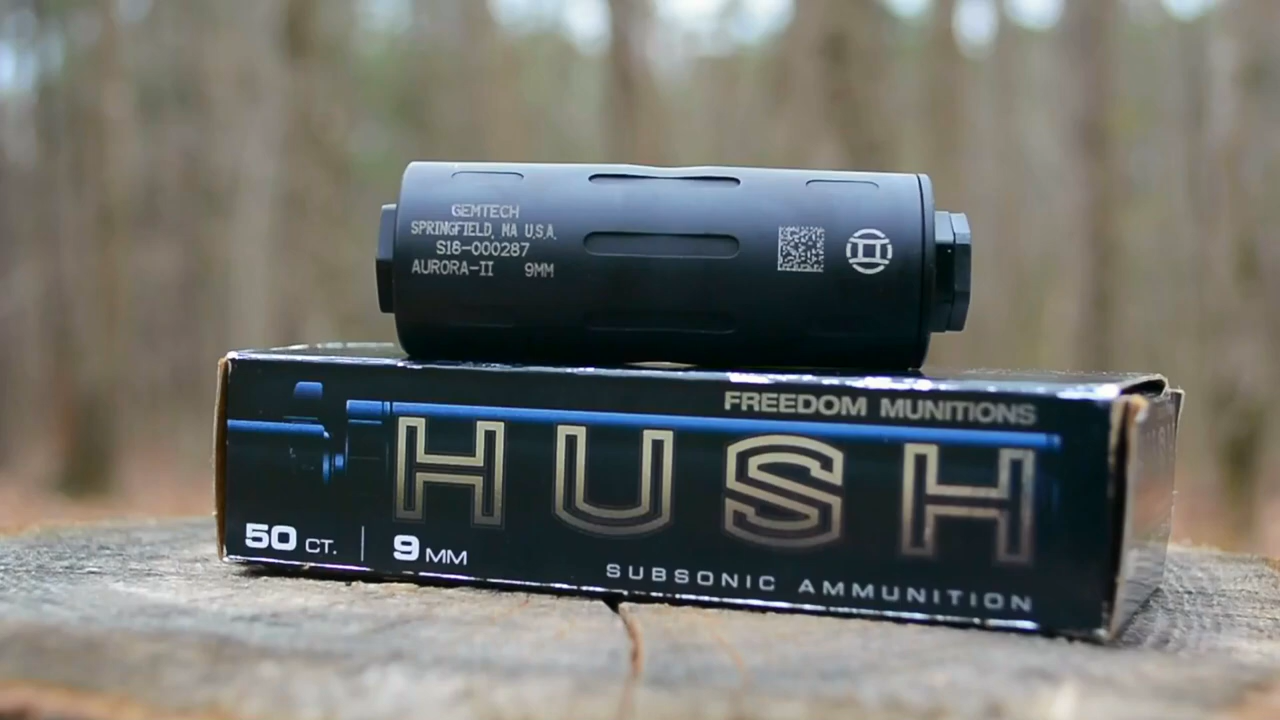 GEMTECH
SPRINGFIELD, MA U.S.A.
S18-000287
AURORA-II 9MM
FREEDOM MUNITIONS
HUSH
50 CT. 9 MM
SUBSONIC AMMUNITION